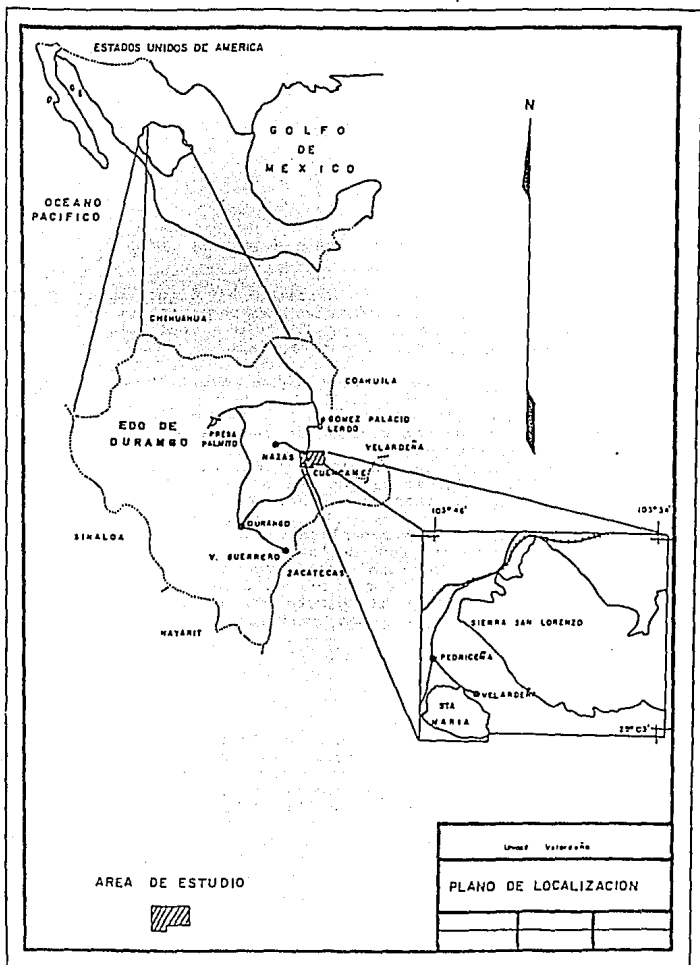 ESTADOS UNIDOS DE AMERICA
N
GOLFO
DE
MEXICO
OCEANO
PACIFICO
CHIHUAHUA
COAHUILA
EDO DE
DURANGO
PRESA
PALMITO
GOMEZ PALACIO
LERDO
NAZAS
VELARDEÑA
CUENCAME
SINALOA
DURANGO
V. GUERRERO
ZACATECAS
NAYARIT
103° 46'
103° 34'
SIERRA SAN LORENZO
PEDRICEÑA
VELARDEÑA
STA
MARIA
25° 03'
Unidad Velardeña
AREA DE ESTUDIO
PLANO DE LOCALIZACION